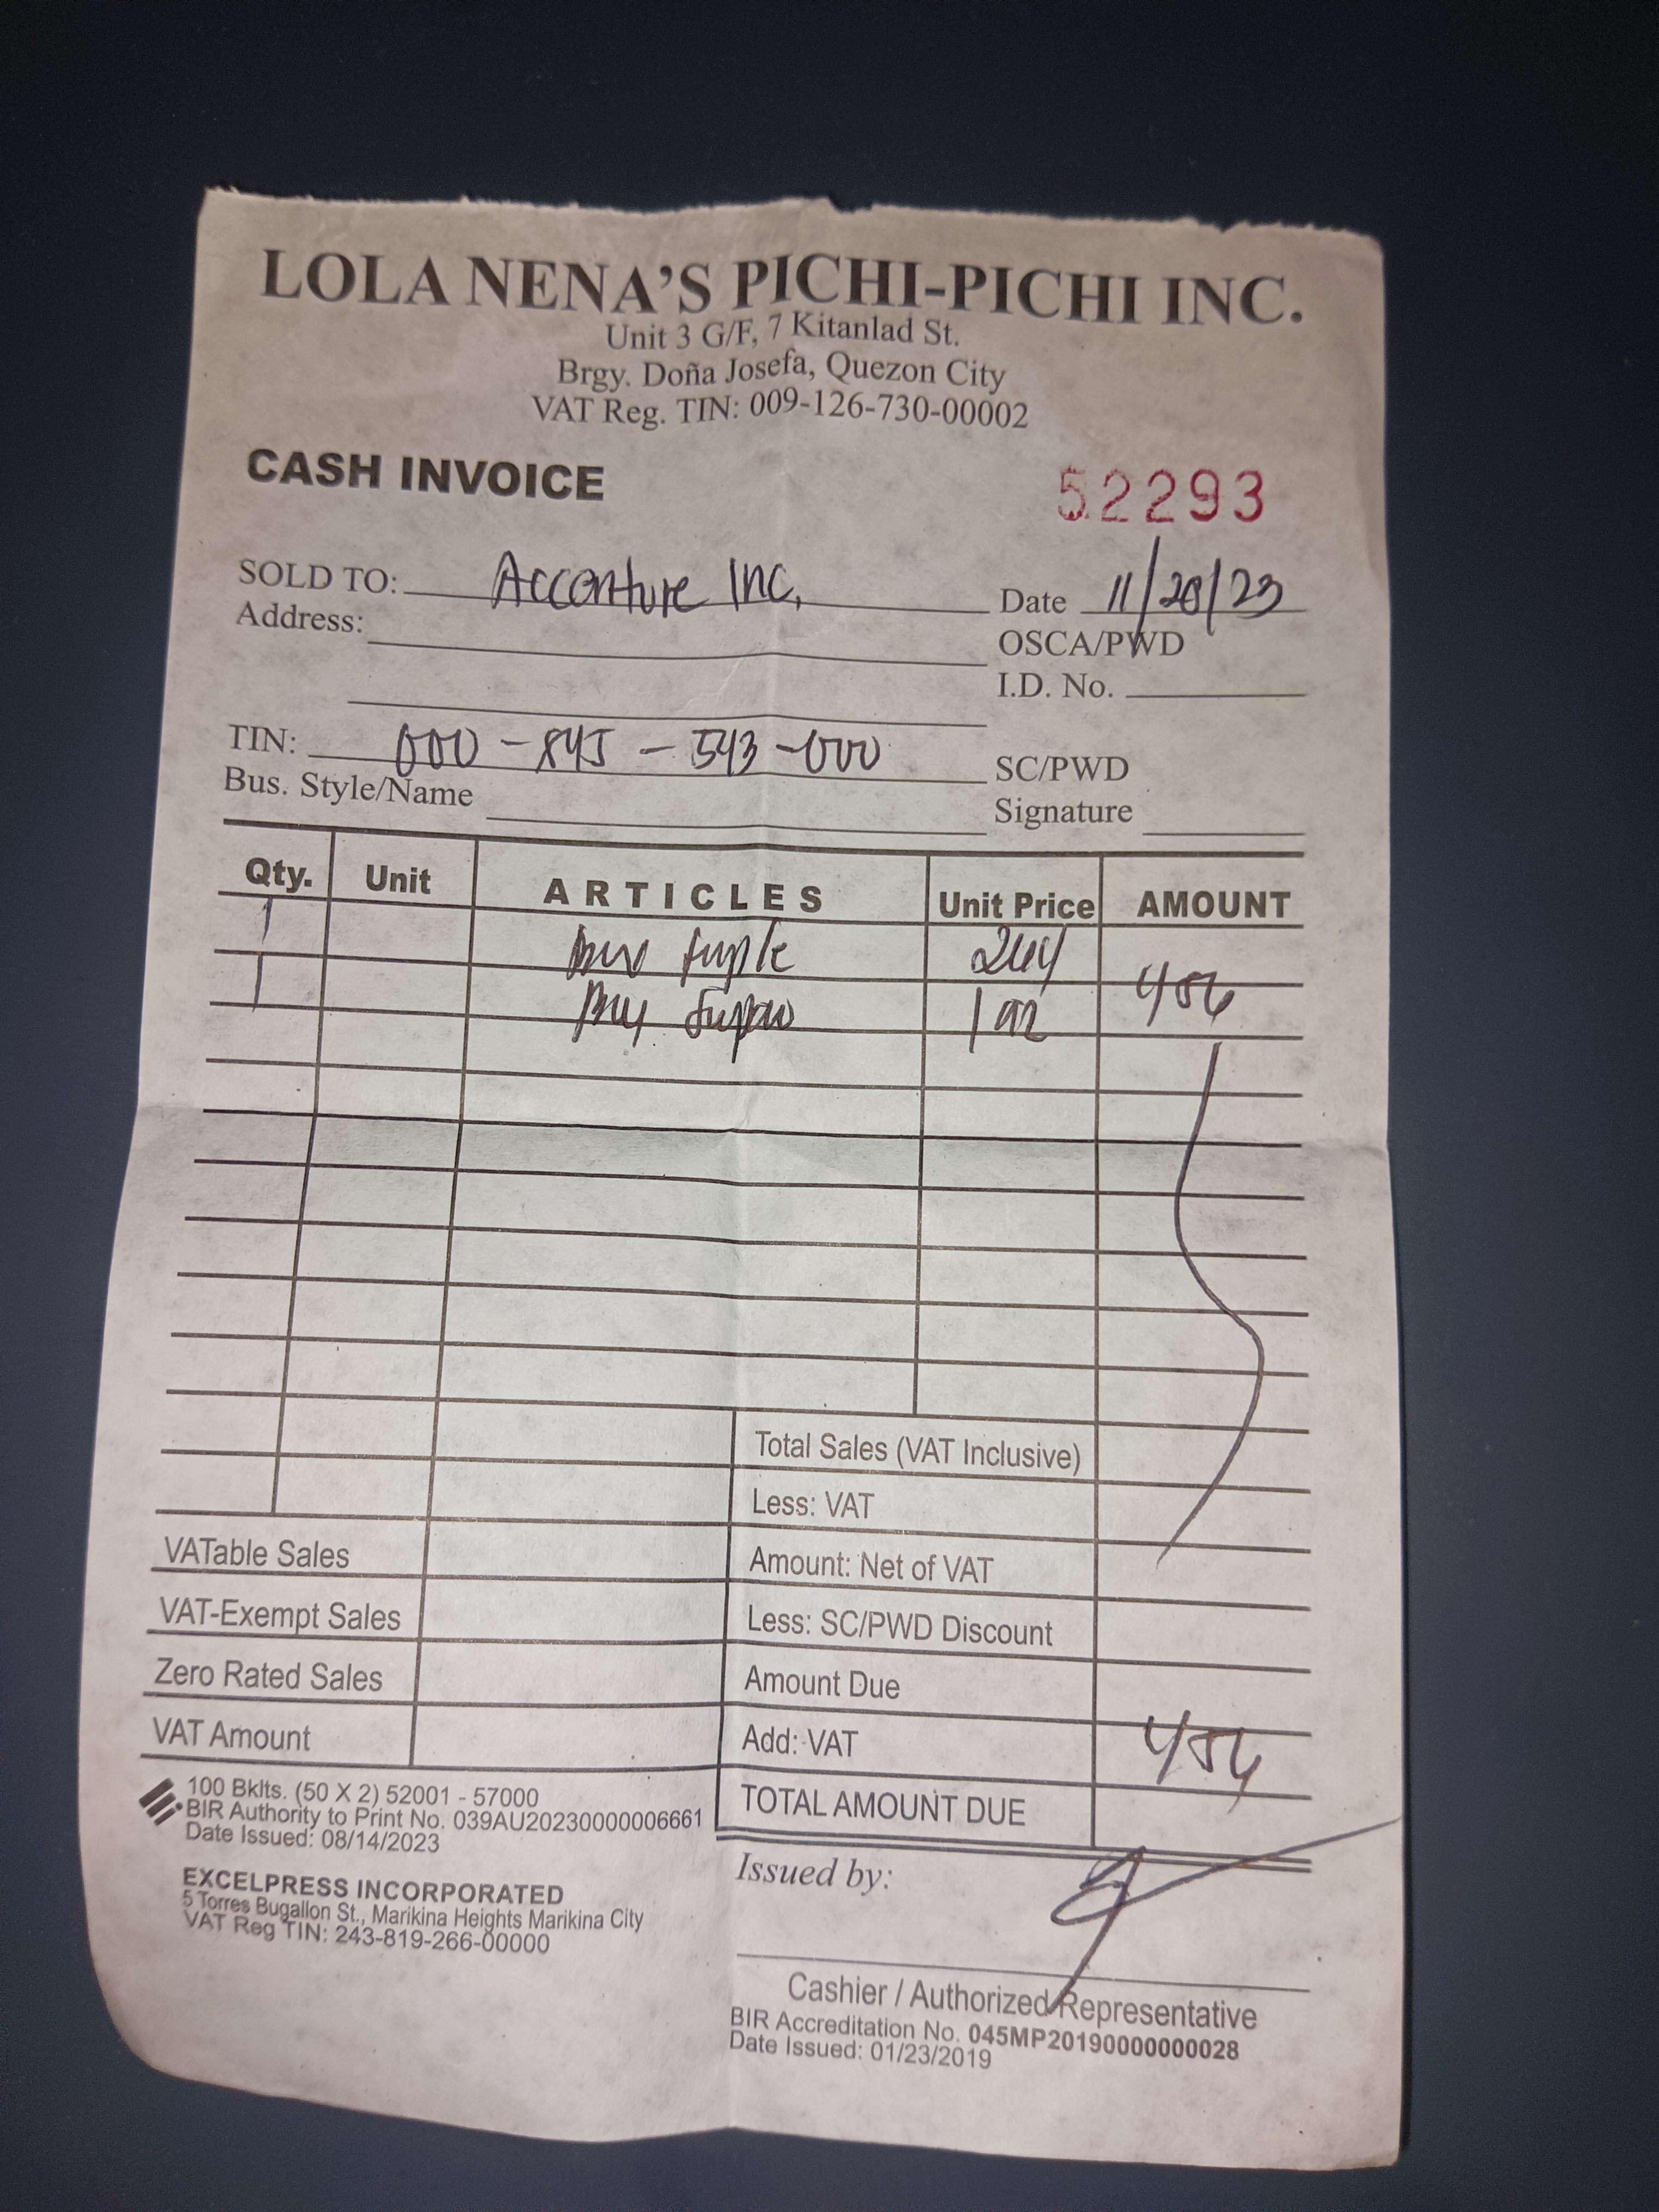 LOLA NENA'S PICHI-PICHI INC.
Unit 3 G/F, 7 Kitanlad St.
Brgy. Doña Josefa, Quezon City
VAT Reg. TIN: 009-126-730-00002
CASH INVOICE 52293
SOLD TO: Accenture Inc, Date 11/20/23
Address: OSCA/PWD
I.D. No.
TIN: 000-845-543-000 SC/PWD
Bus. Style/Name Signature
Qty. Unit ARTICLES Unit Price AMOUNT
1 264
1 192 456
Total Sales (VAT Inclusive)
Less: VAT
VATable Sales Amount: Net of VAT
VAT-Exempt Sales Less: SC/PWD Discount
Zero Rated Sales Amount Due
VAT Amount Add: VAT 456
TOTAL AMOUNT DUE
100 Bklts. (50 X 2) 52001 - 57000
BIR Authority to Print No. 039AU20230000006661
Date Issued: 08/14/2023
EXCELPRESS INCORPORATED
5 Torres Bugallon St., Marikina Heights Marikina City
VAT Reg TIN: 243-819-266-00000
Issued by:
Cashier / Authorized Representative
BIR Accreditation No. 045MP20190000000028
Date Issued: 01/23/2019